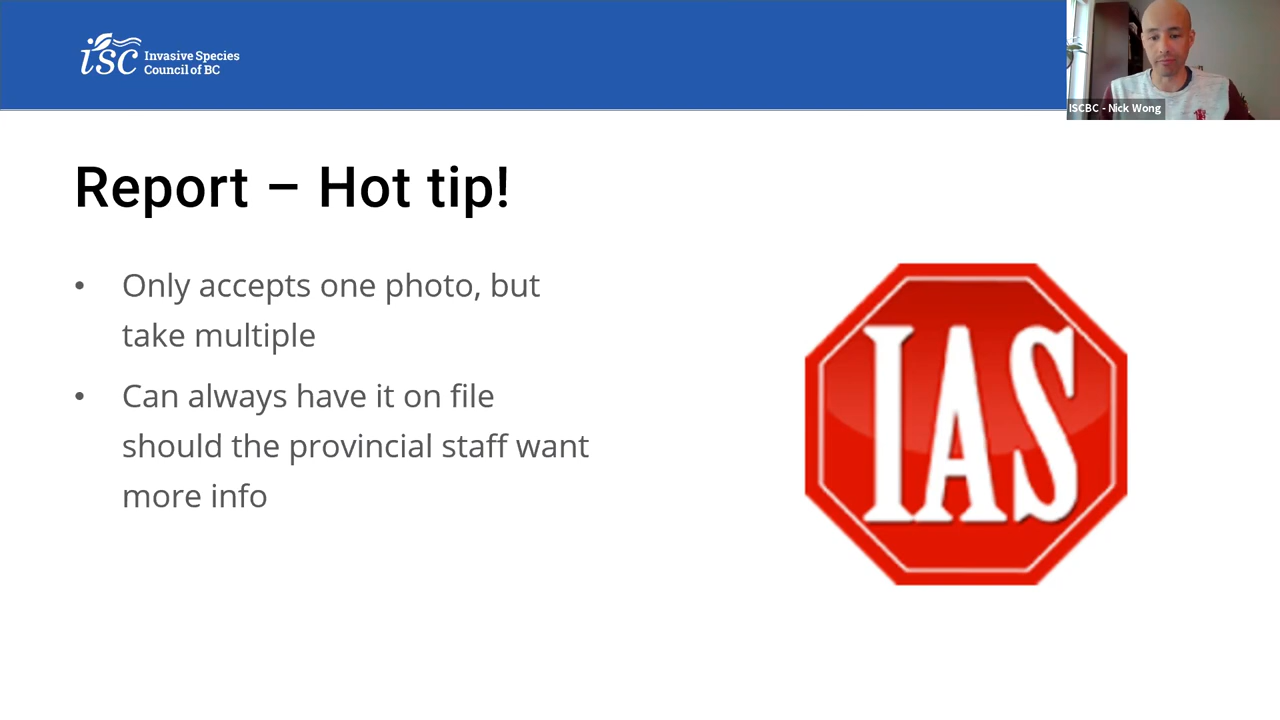 isc Invasive Species
Council of BC
ISCBC - Nick Wong
Report – Hot tip!
• Only accepts one photo, but
take multiple
• Can always have it on file
should the provincial staff want
more info
IAS